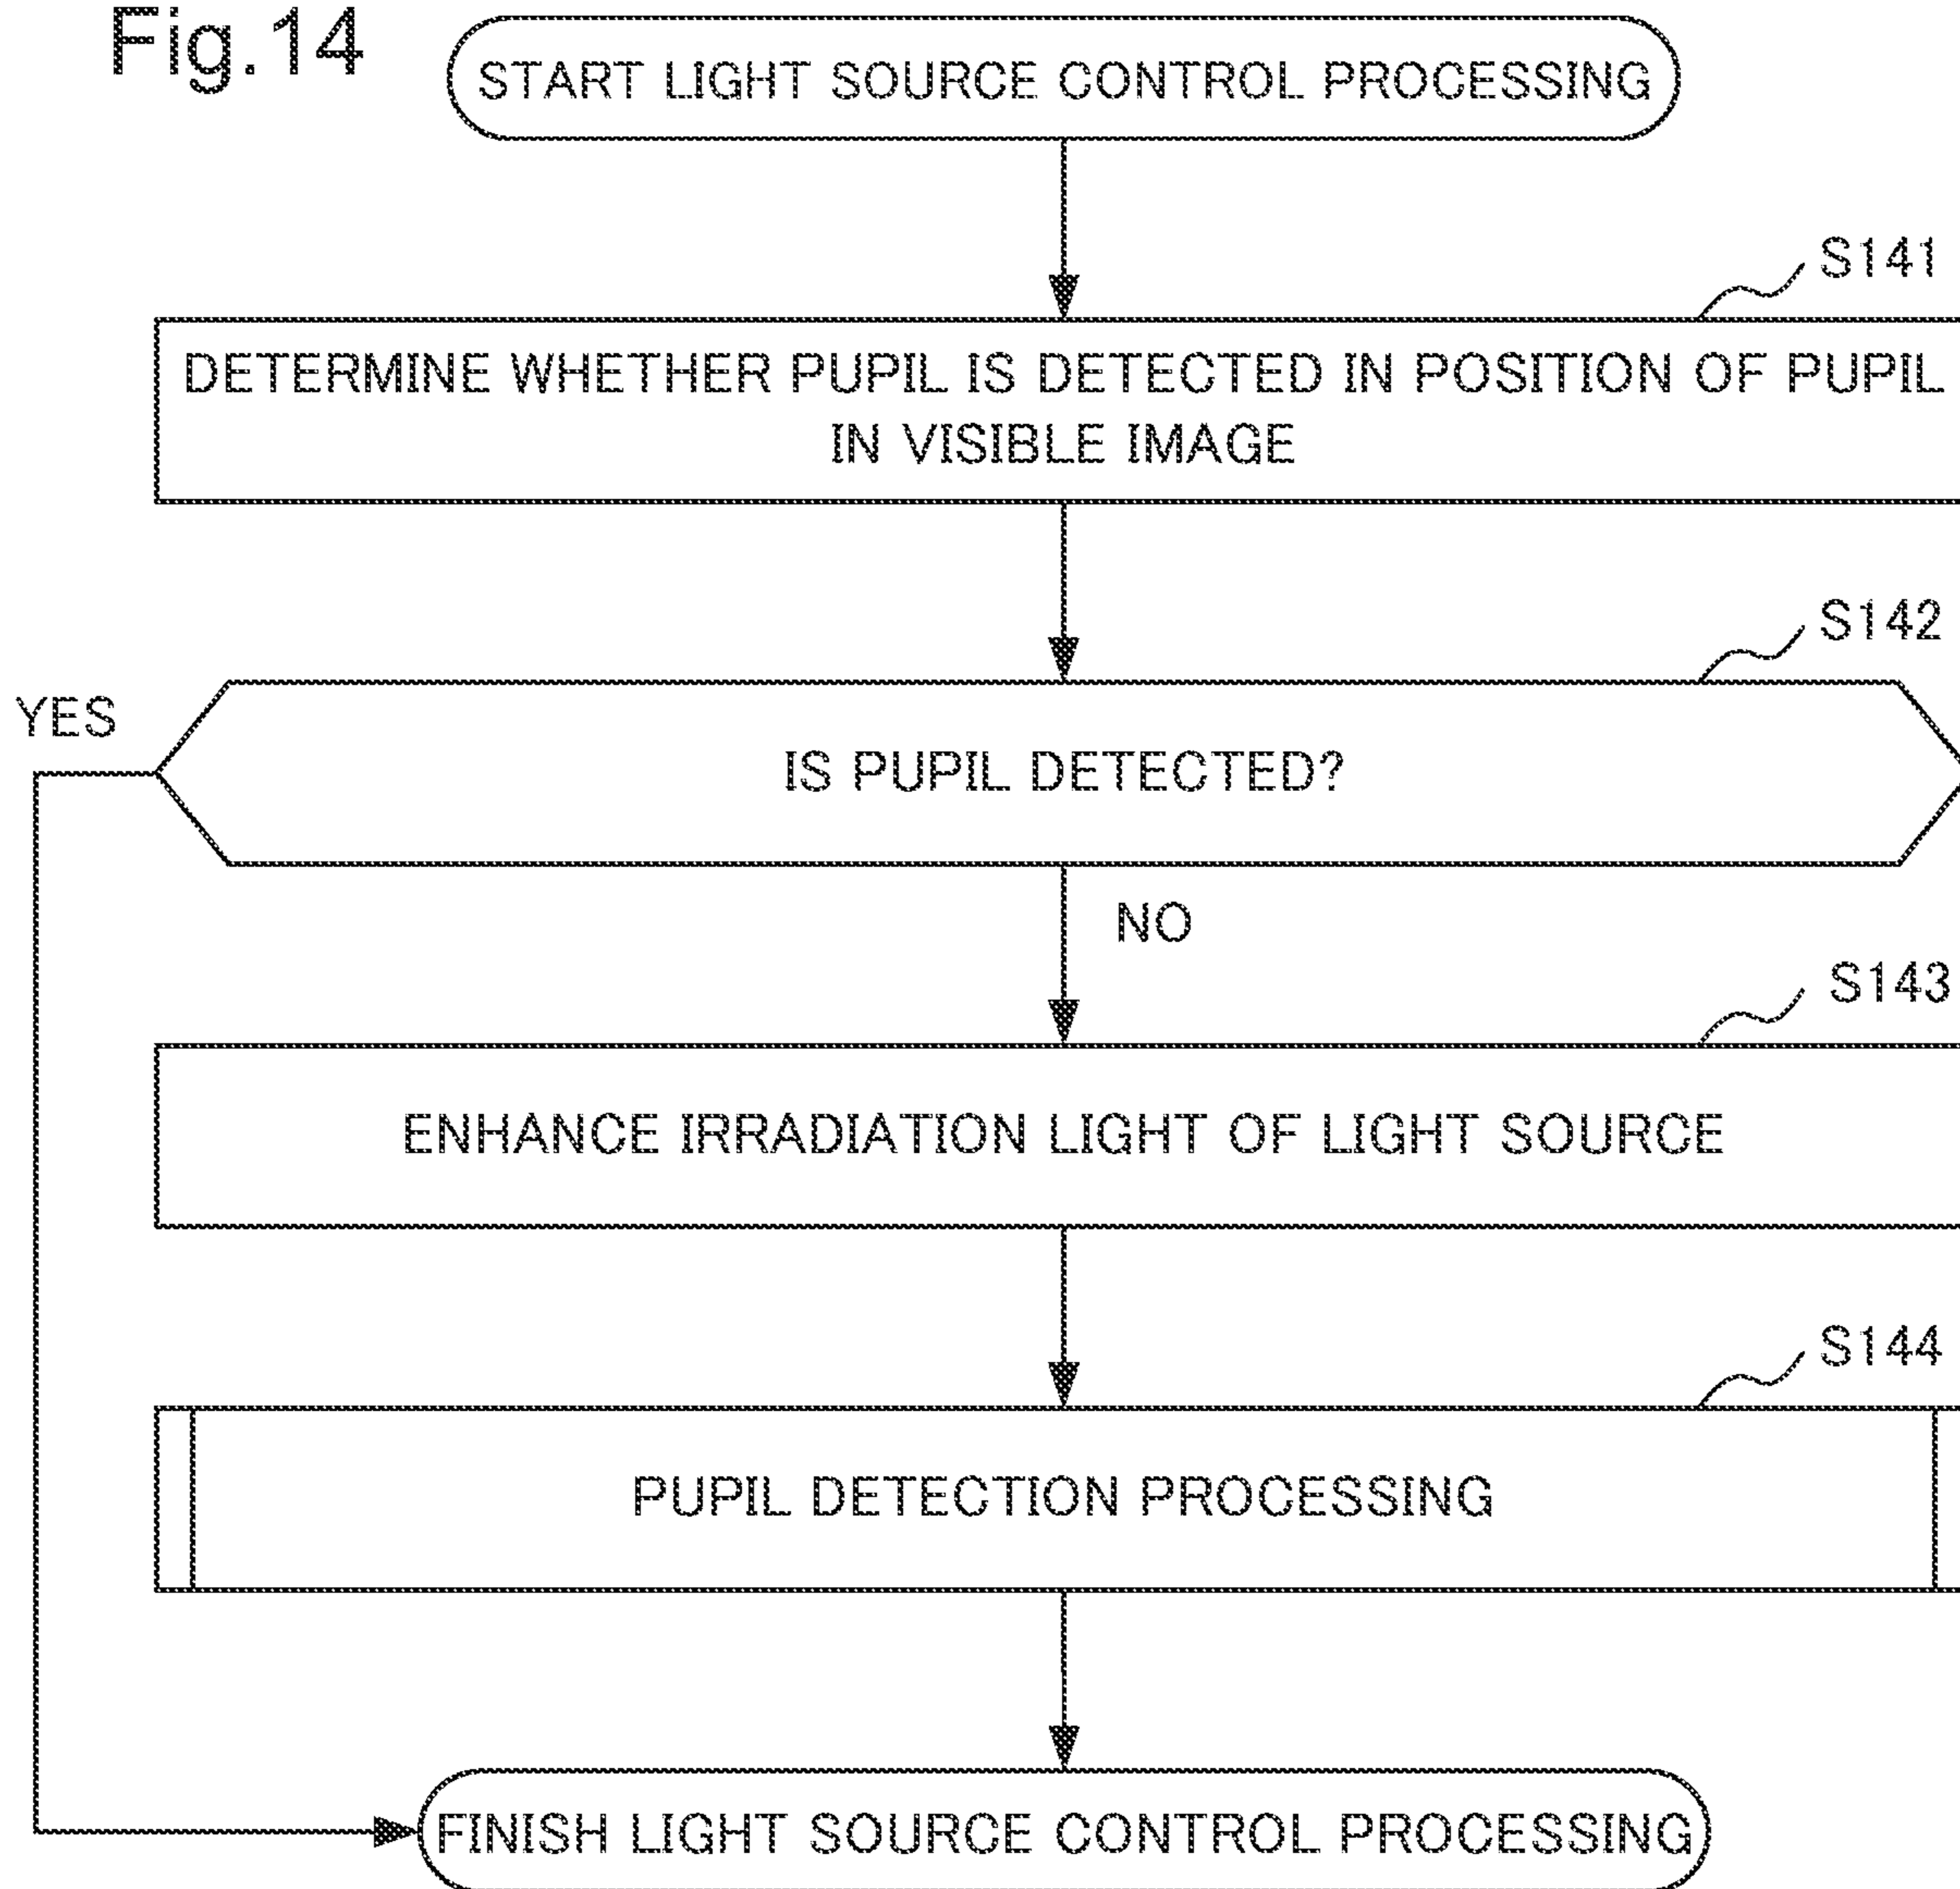 Fig.14
START LIGHT SOURCE CONTROL PROCESSING
S141
DETERMINE WHETHER PUPIL IS DETECTED IN POSITION OF PUPIL
IN VISIBLE IMAGE
S142
YES
IS PUPIL DETECTED?
NO
S143
ENHANCE IRRADIATION LIGHT OF LIGHT SOURCE
S144
PUPIL DETECTION PROCESSING
FINISH LIGHT SOURCE CONTROL PROCESSING